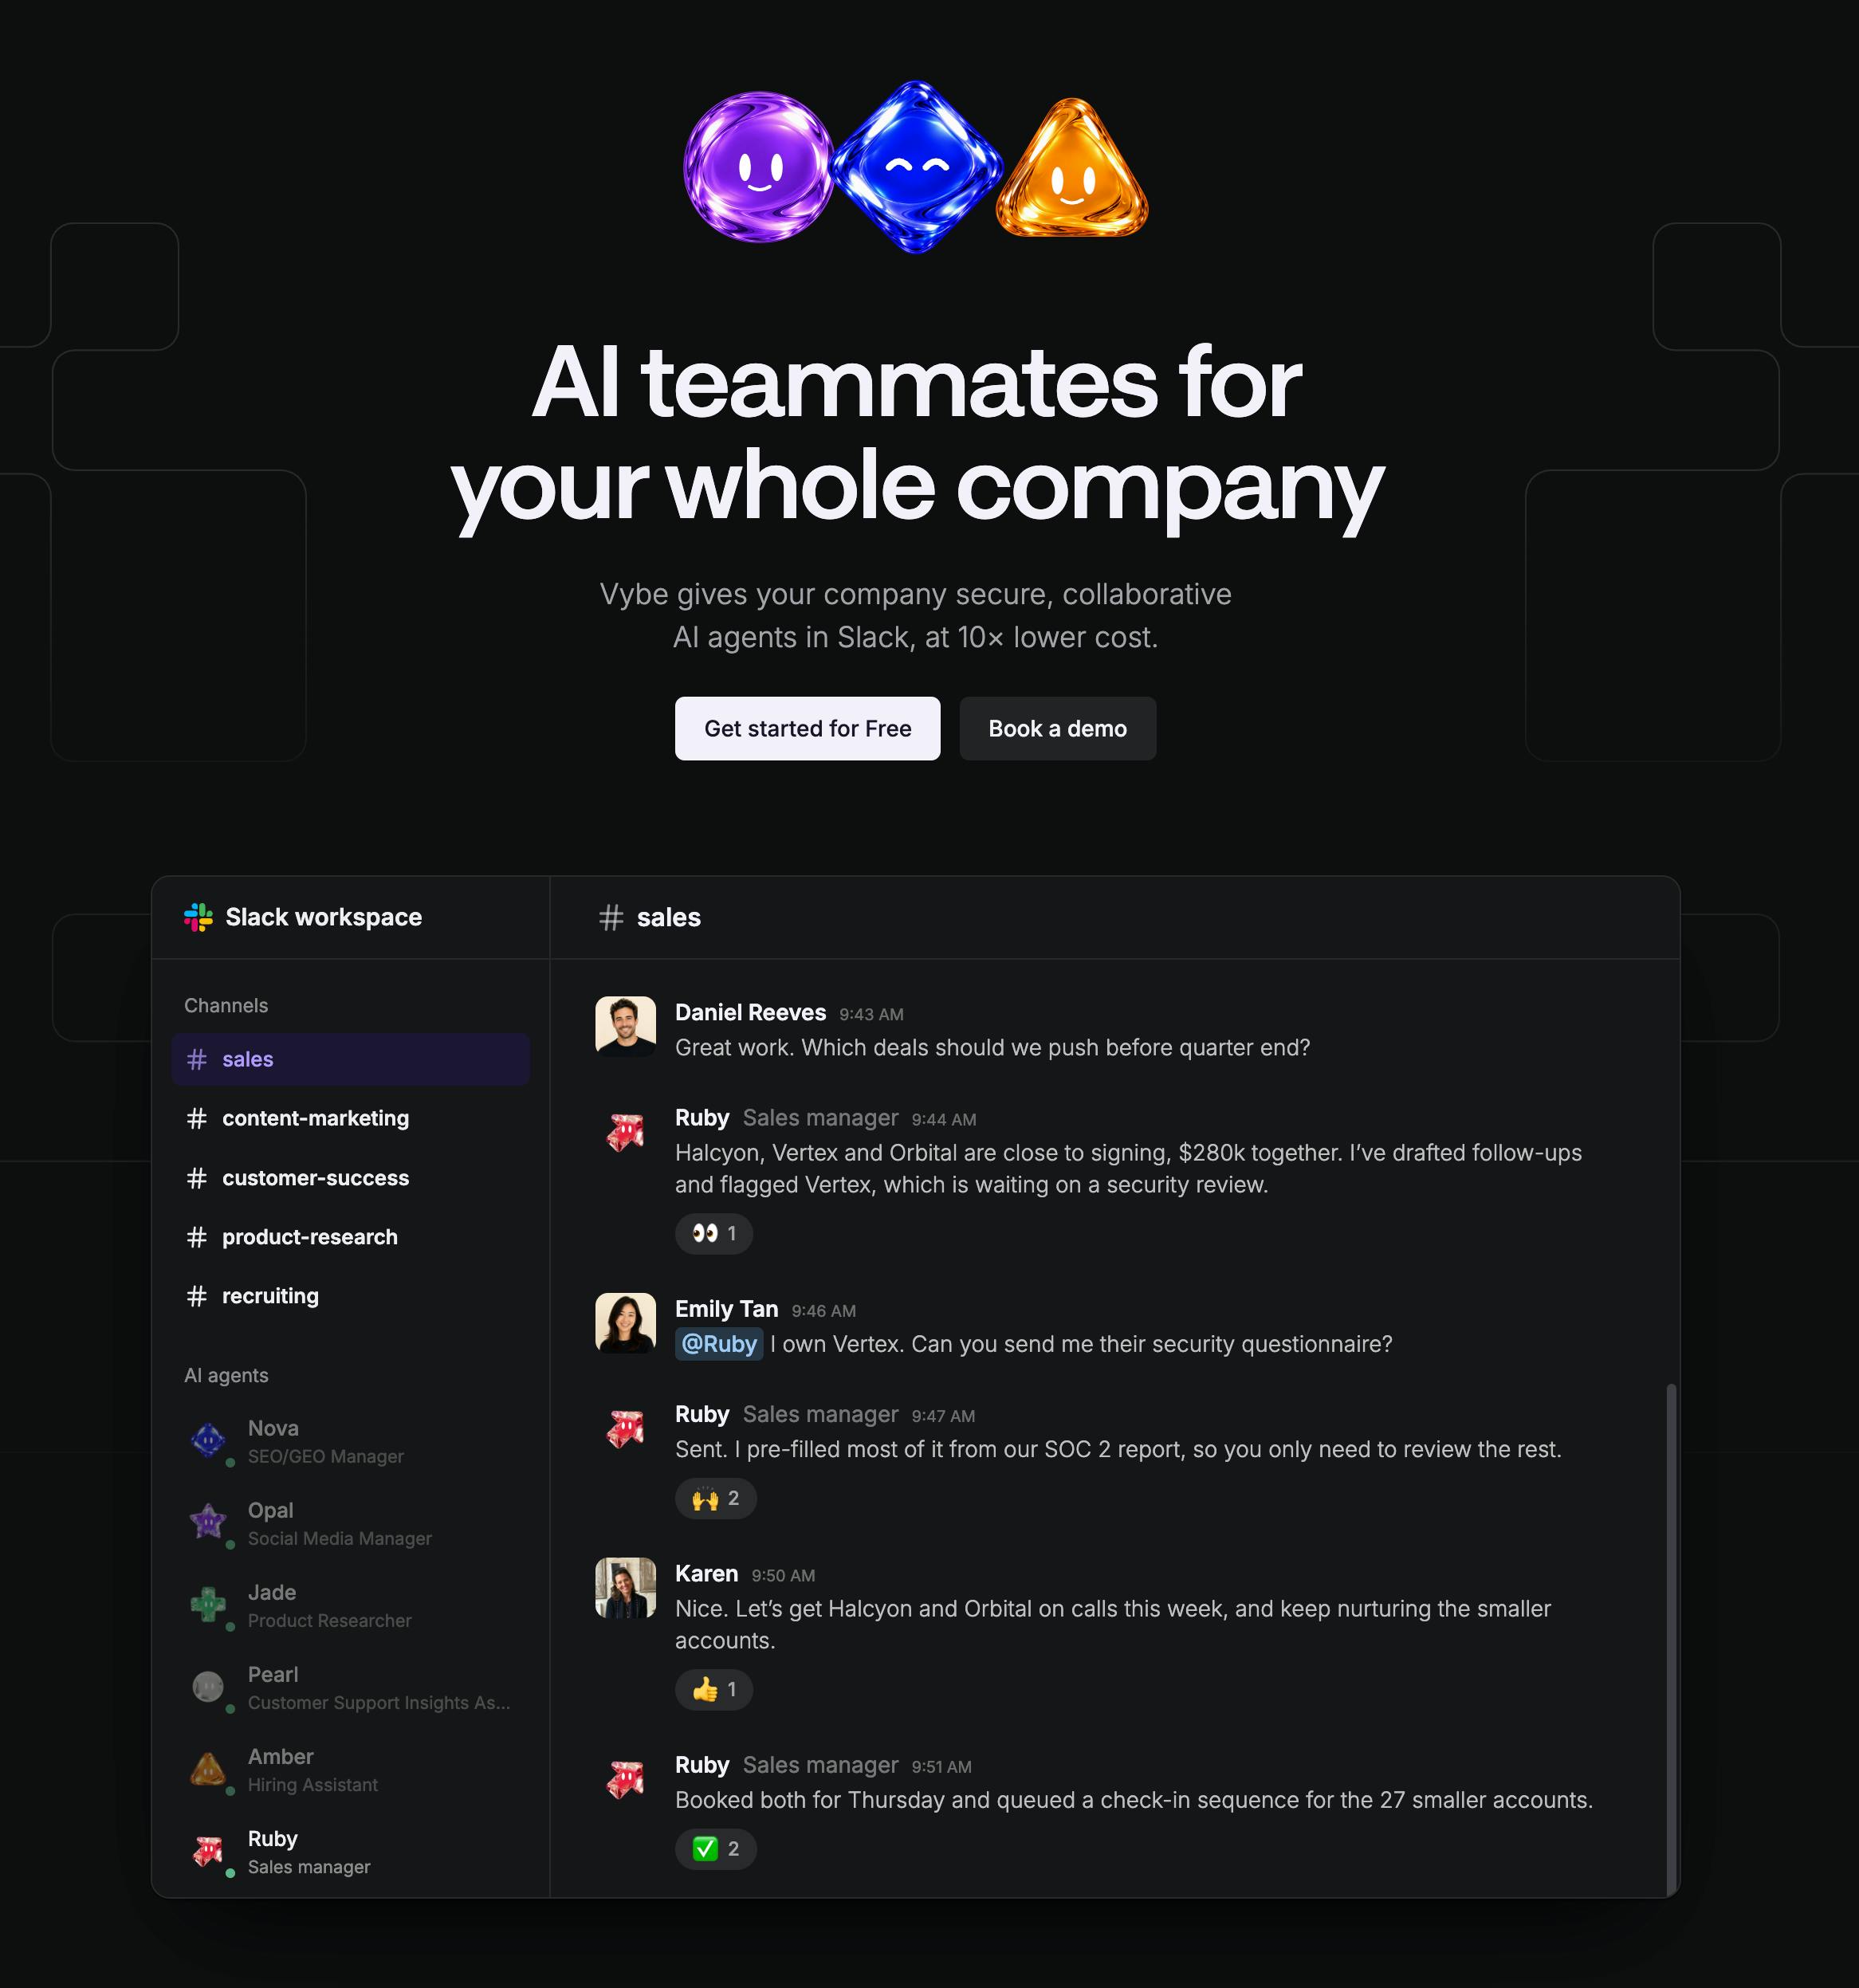 AI teammates for
your whole company
Vybe gives your company secure, collaborative
AI agents in Slack, at 10× lower cost.
Get started for Free
Book a demo
Slack workspace
Channels
# sales
# content-marketing
# customer-success
# product-research
# recruiting
AI agents
Nova
SEO/GEO Manager
Opal
Social Media Manager
Jade
Product Researcher
Pearl
Customer Support Insights As...
Amber
Hiring Assistant
Ruby
Sales manager
# sales
Daniel Reeves 9:43 AM
Great work. Which deals should we push before quarter end?
Ruby Sales manager 9:44 AM
Halcyon, Vertex and Orbital are close to signing, $280k together. I’ve drafted follow-ups
and flagged Vertex, which is waiting on a security review.
👀 1
Emily Tan 9:46 AM
@Ruby I own Vertex. Can you send me their security questionnaire?
Ruby Sales manager 9:47 AM
Sent. I pre-filled most of it from our SOC 2 report, so you only need to review the rest.
🙌 2
Karen 9:50 AM
Nice. Let’s get Halcyon and Orbital on calls this week, and keep nurturing the smaller
accounts.
👍 1
Ruby Sales manager 9:51 AM
Booked both for Thursday and queued a check-in sequence for the 27 smaller accounts.
✅ 2